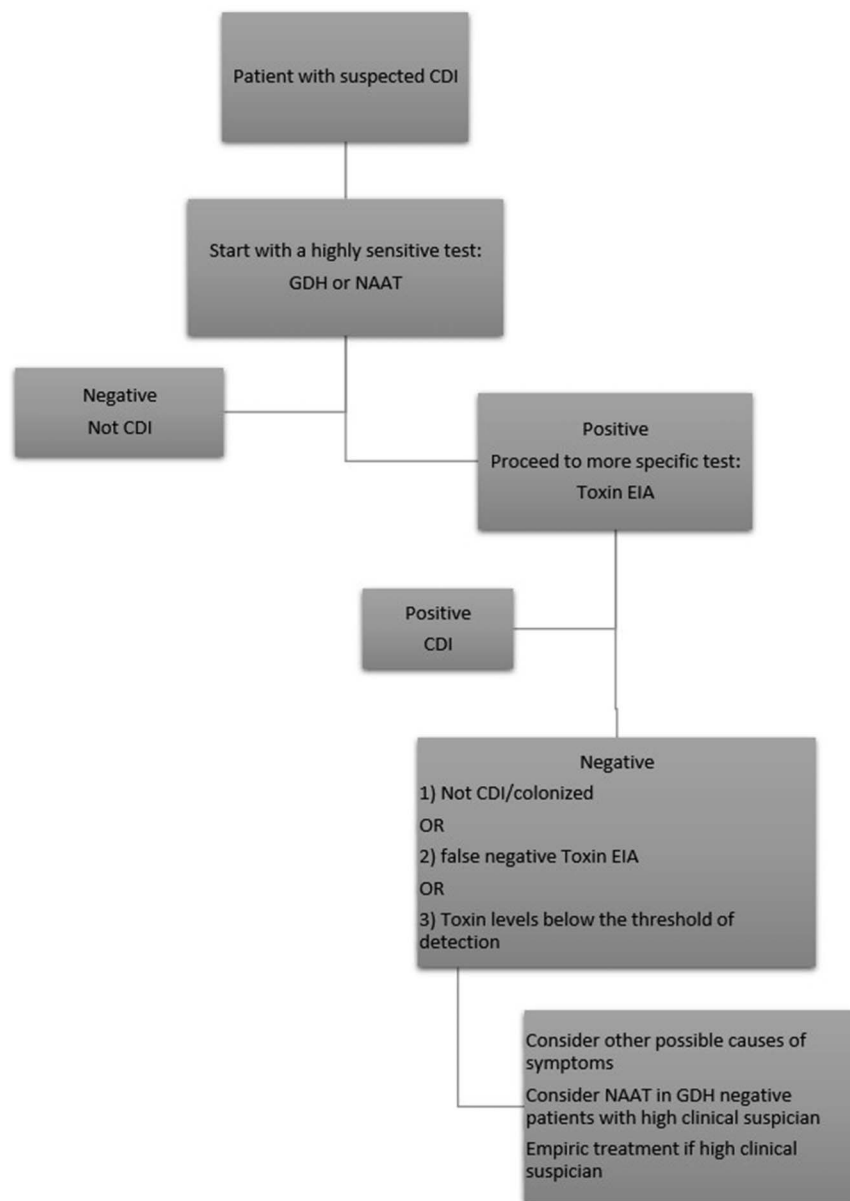 Patient with suspected CDI
Start with a highly sensitive test:
GDH or NAAT
Negative
Not CDI
Positive
Proceed to more specific test:
Toxin EIA
Positive
CDI
Negative
1) Not CDI/colonized
OR
2) false negative Toxin EIA
OR
3) Toxin levels below the threshold of
detection
Consider other possible causes of
symptoms
Consider NAAT in GDH negative
patients with high clinical suspician
Empiric treatment if high clinical
suspician